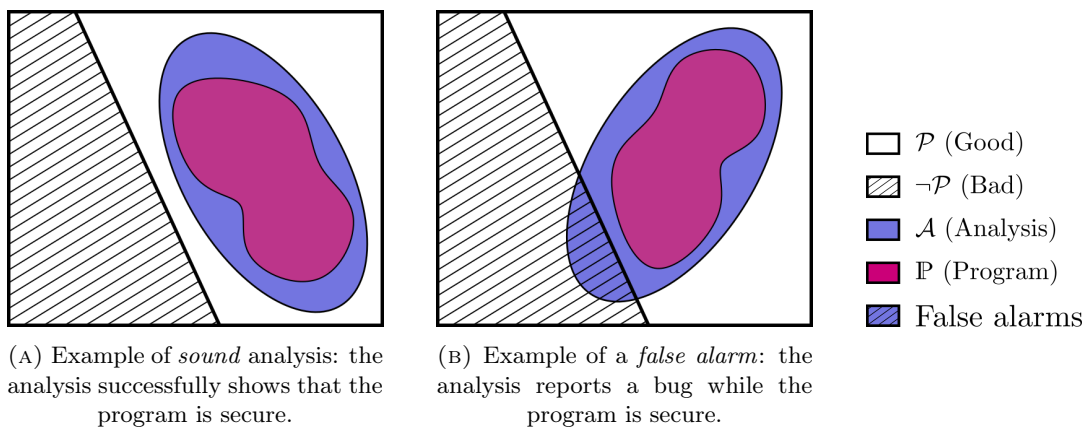 𝒫 (Good)
¬𝒫 (Bad)
𝒜 (Analysis)
ℙ (Program)
False alarms
(A) Example of sound analysis: the
analysis successfully shows that the
program is secure.
(B) Example of a false alarm: the
analysis reports a bug while the
program is secure.